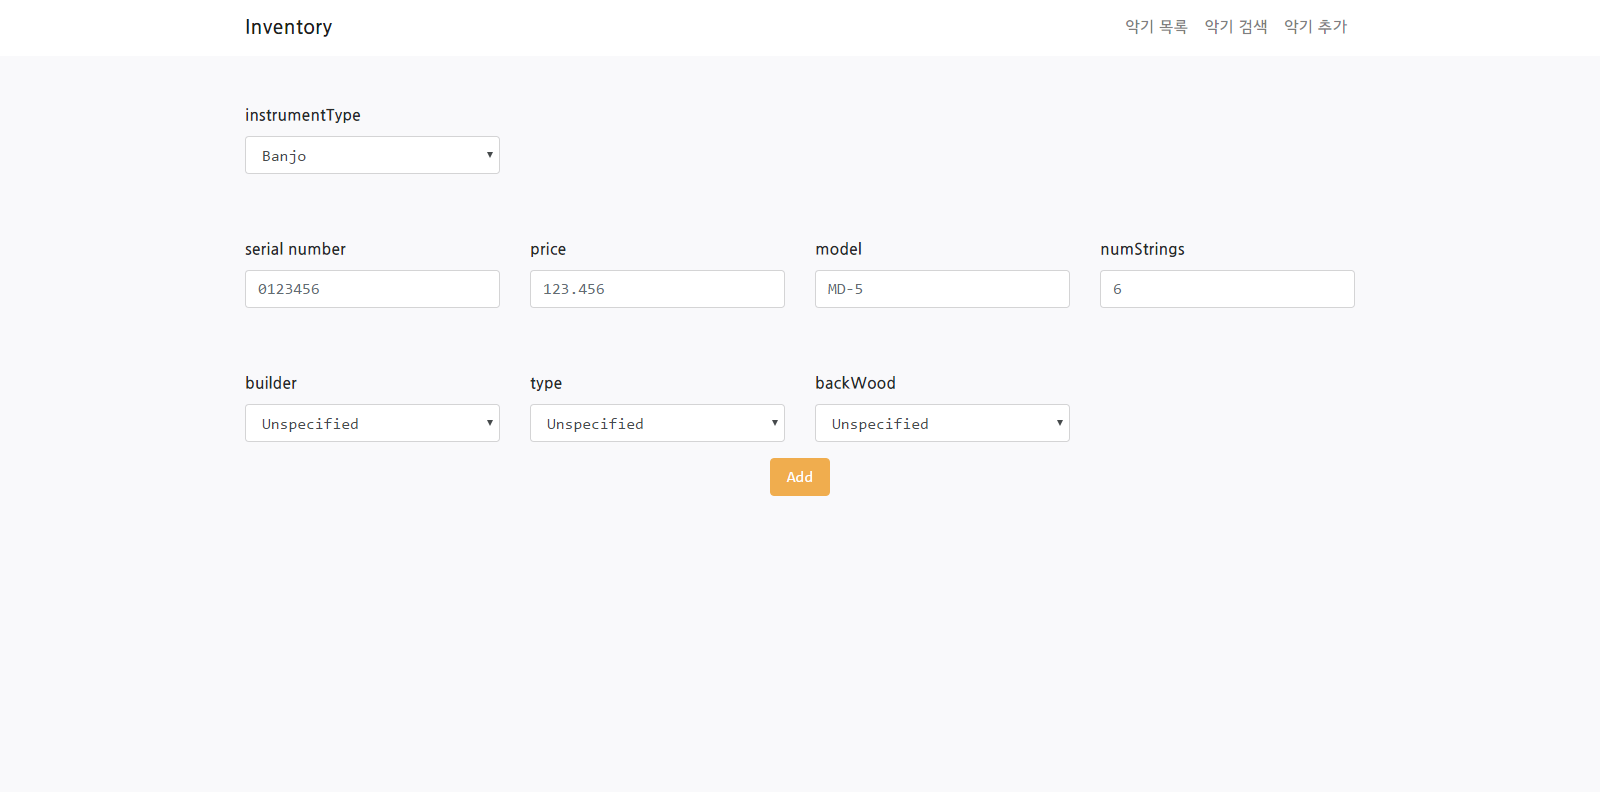 Inventory 악기 목록 악기 검색 악기 추가
instrumentType
Banjo
serial number price model numStrings
0123456 123.456 MD-5 6
builder type backWood
Unspecified Unspecified Unspecified
Add